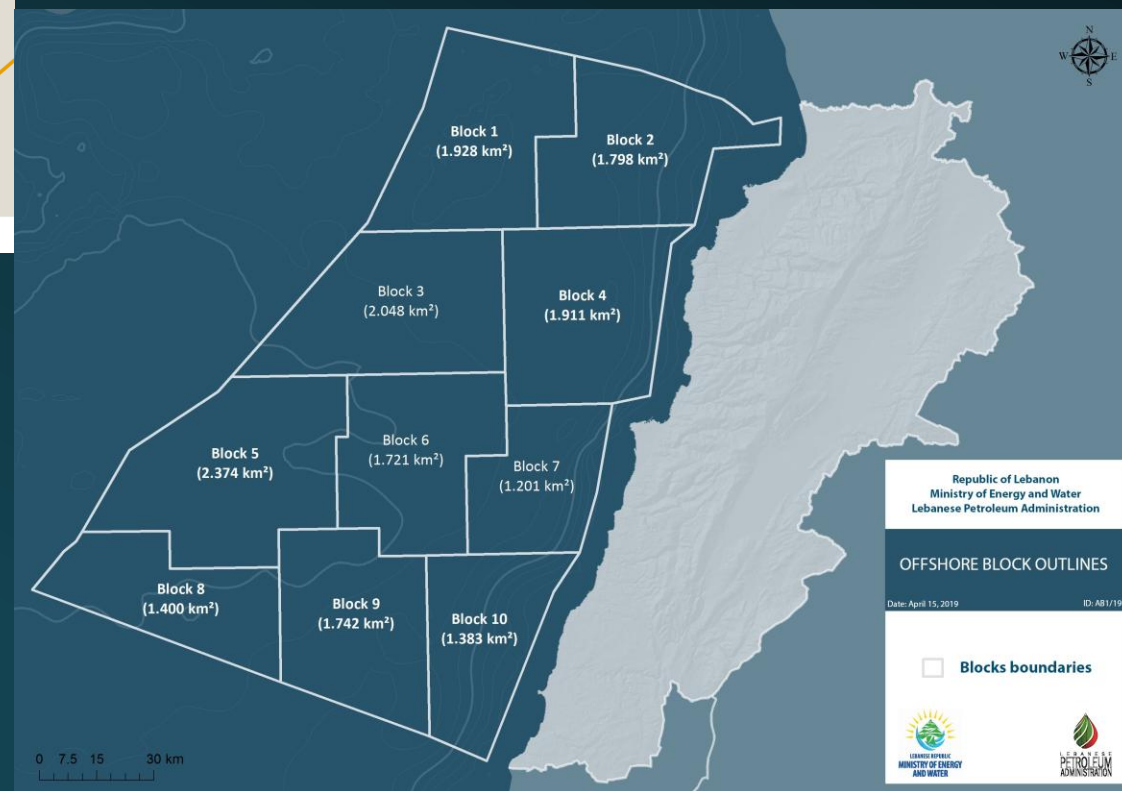 N
W
E
S
Block 1
(1.928 km²)
Block 2
(1.798 km²)
Block 3
(2.048 km²)
Block 4
(1.911 km²)
Block 5
(2.374 km²)
Block 6
(1.721 km²)
Block 7
(1.201 km²)
Block 8
(1.400 km²)
Block 9
(1.742 km²)
Block 10
(1.383 km²)
0 7.5 15 30 km
Republic of Lebanon
Ministry of Energy and Water
Lebanese Petroleum Administration
OFFSHORE BLOCK OUTLINES
Date: April 15, 2019 ID: AB1/19
Blocks boundaries
LEBANESE REPUBLIC
MINISTRY OF ENERGY
AND WATER
LEBANESE
PETROLEUM
ADMINISTRATION